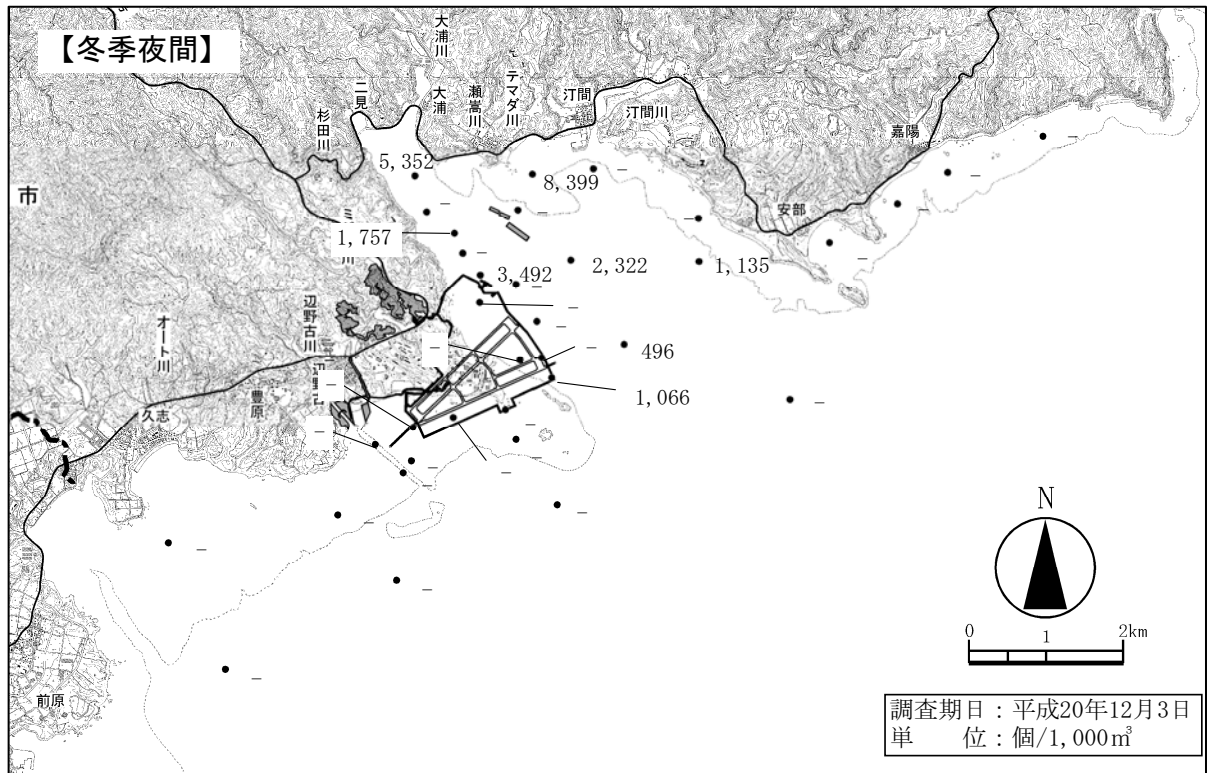 【冬季夜間】
大浦川
二見
大浦
瀬嵩川
テマダ川
汀間
汀間川
杉田川
嘉陽
市
5,352
8,399
–
–
–
–
–
安部
1,757
川
–
–
3,492
2,322
1,135
–
–
–
–
辺野古川
オート川
–
–
496
辺野古
–
豊原
1,066
–
久志
–
–
–
–
–
–
–
–
–
–
–
N
0 1 2km
前原
調査期日：平成20年12月3日
単　　位：個/1,000㎥